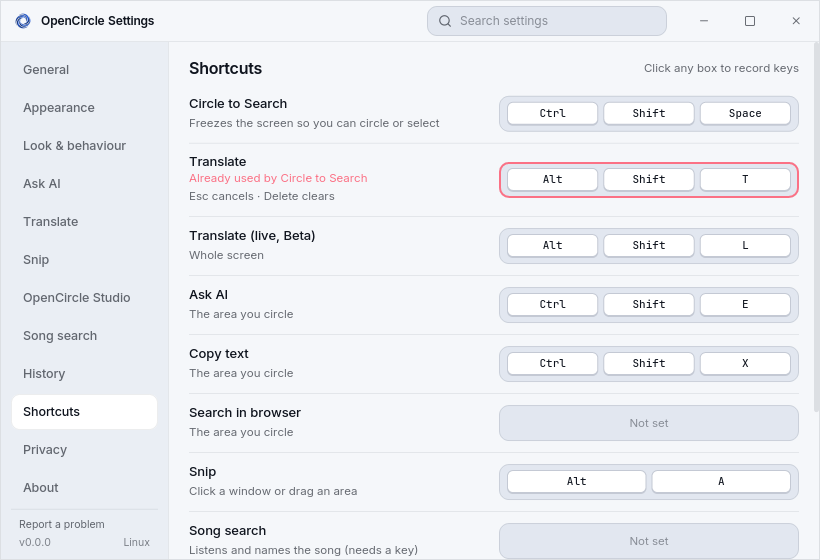 OpenCircle Settings
Search settings
General
Appearance
Look & behaviour
Ask AI
Translate
Snip
OpenCircle Studio
Song search
History
Shortcuts
Privacy
About
Report a problem
v0.0.0 Linux
Shortcuts
Click any box to record keys
Circle to Search
Freezes the screen so you can circle or select
Ctrl Shift Space
Translate
Already used by Circle to Search
Esc cancels · Delete clears
Alt Shift T
Translate (live, Beta)
Whole screen
Alt Shift L
Ask AI
The area you circle
Ctrl Shift E
Copy text
The area you circle
Ctrl Shift X
Search in browser
The area you circle
Not set
Snip
Click a window or drag an area
Alt A
Song search
Listens and names the song (needs a key)
Not set